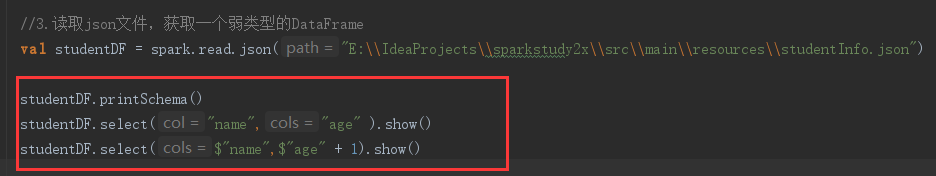 //3.读取json文件，获取一个弱类型的DataFrame
val studentDF = spark.read.json( path = "E:\\IdeaProjects\\sparkstudy2x\\src\\main\\resources\\studentInfo.json")
studentDF.printSchema()
studentDF.select( col = "name", cols = "age" ).show()
studentDF.select( cols = $"name",$"age" + 1).show()